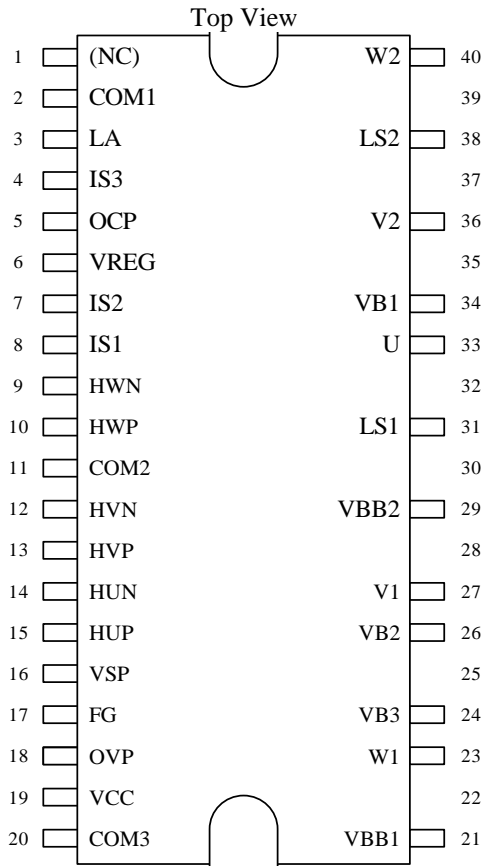 Top View
1 (NC) W2 40
2 COM1 39
3 LA LS2 38
4 IS3 37
5 OCP V2 36
6 VREG 35
7 IS2 VB1 34
8 IS1 U 33
9 HWN 32
10 HWP LS1 31
11 COM2 30
12 HVN VBB2 29
13 HVP 28
14 HUN V1 27
15 HUP VB2 26
16 VSP 25
17 FG VB3 24
18 OVP W1 23
19 VCC 22
20 COM3 VBB1 21